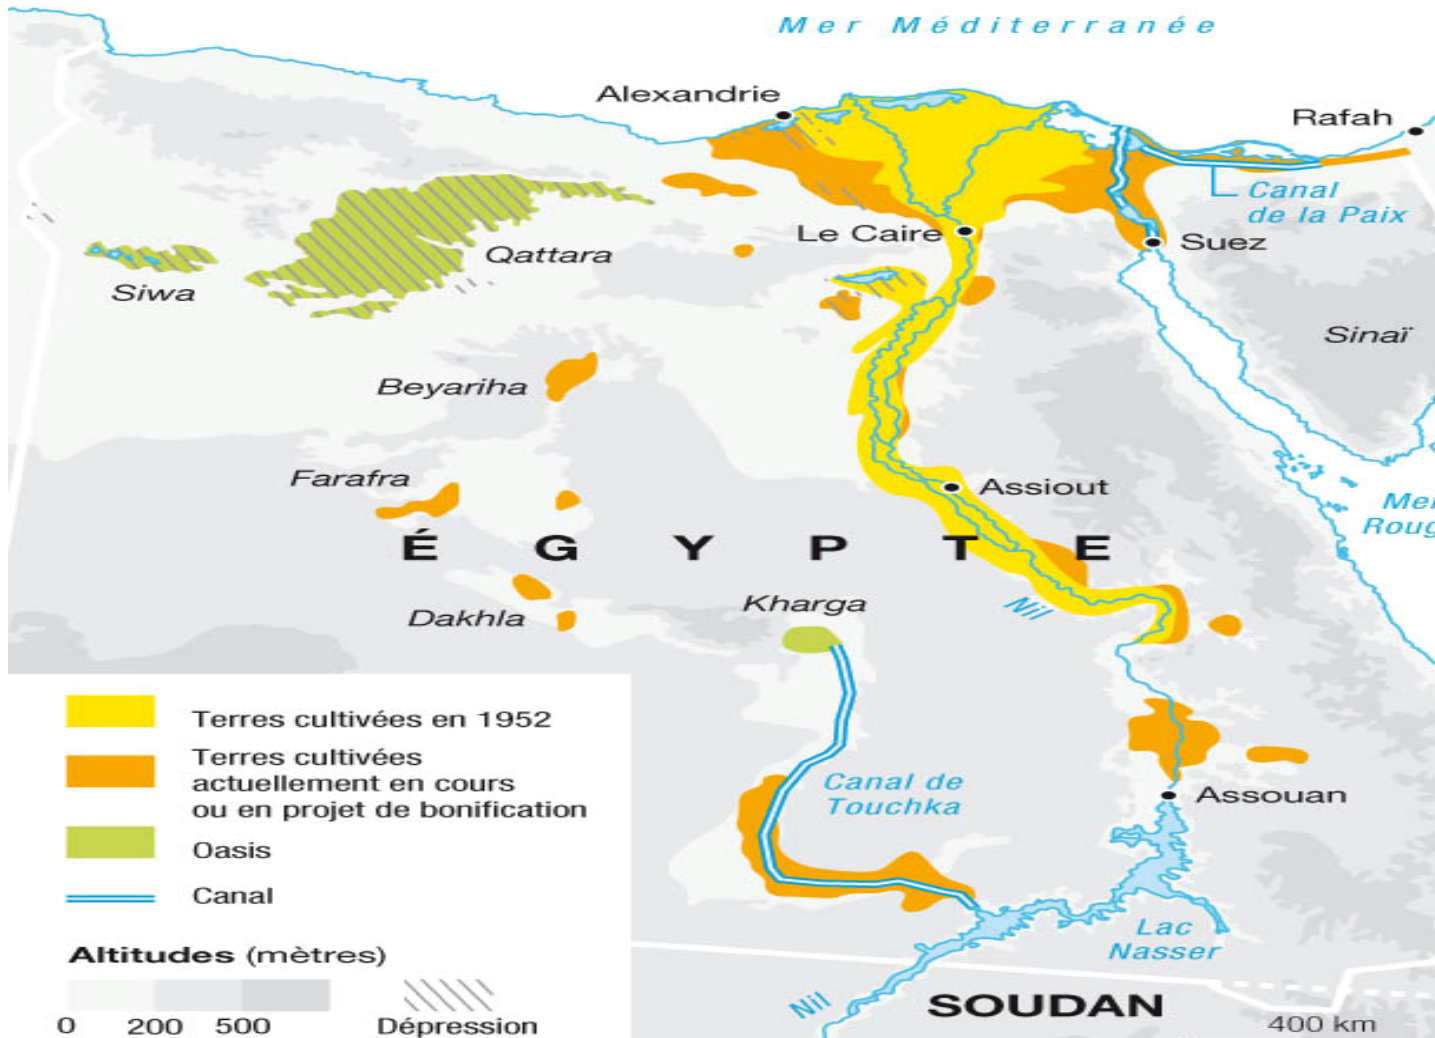 Mer Méditerranée
Alexandrie
Rafah
Canal
de la Paix
Le Caire
Suez
Qattara
Siwa
Sinaï
Beyariha
Farafra
Assiout
Mer
Roug
ÉGYPTE
Kharga
Nil
Dakhla
Terres cultivées en 1952
Terres cultivées
actuellement en cours
ou en projet de bonification
Oasis
Canal
Canal de
Touchka
Assouan
Lac
Nasser
Altitudes (mètres)
0 200 500
Dépression
Nil
SOUDAN
400 km